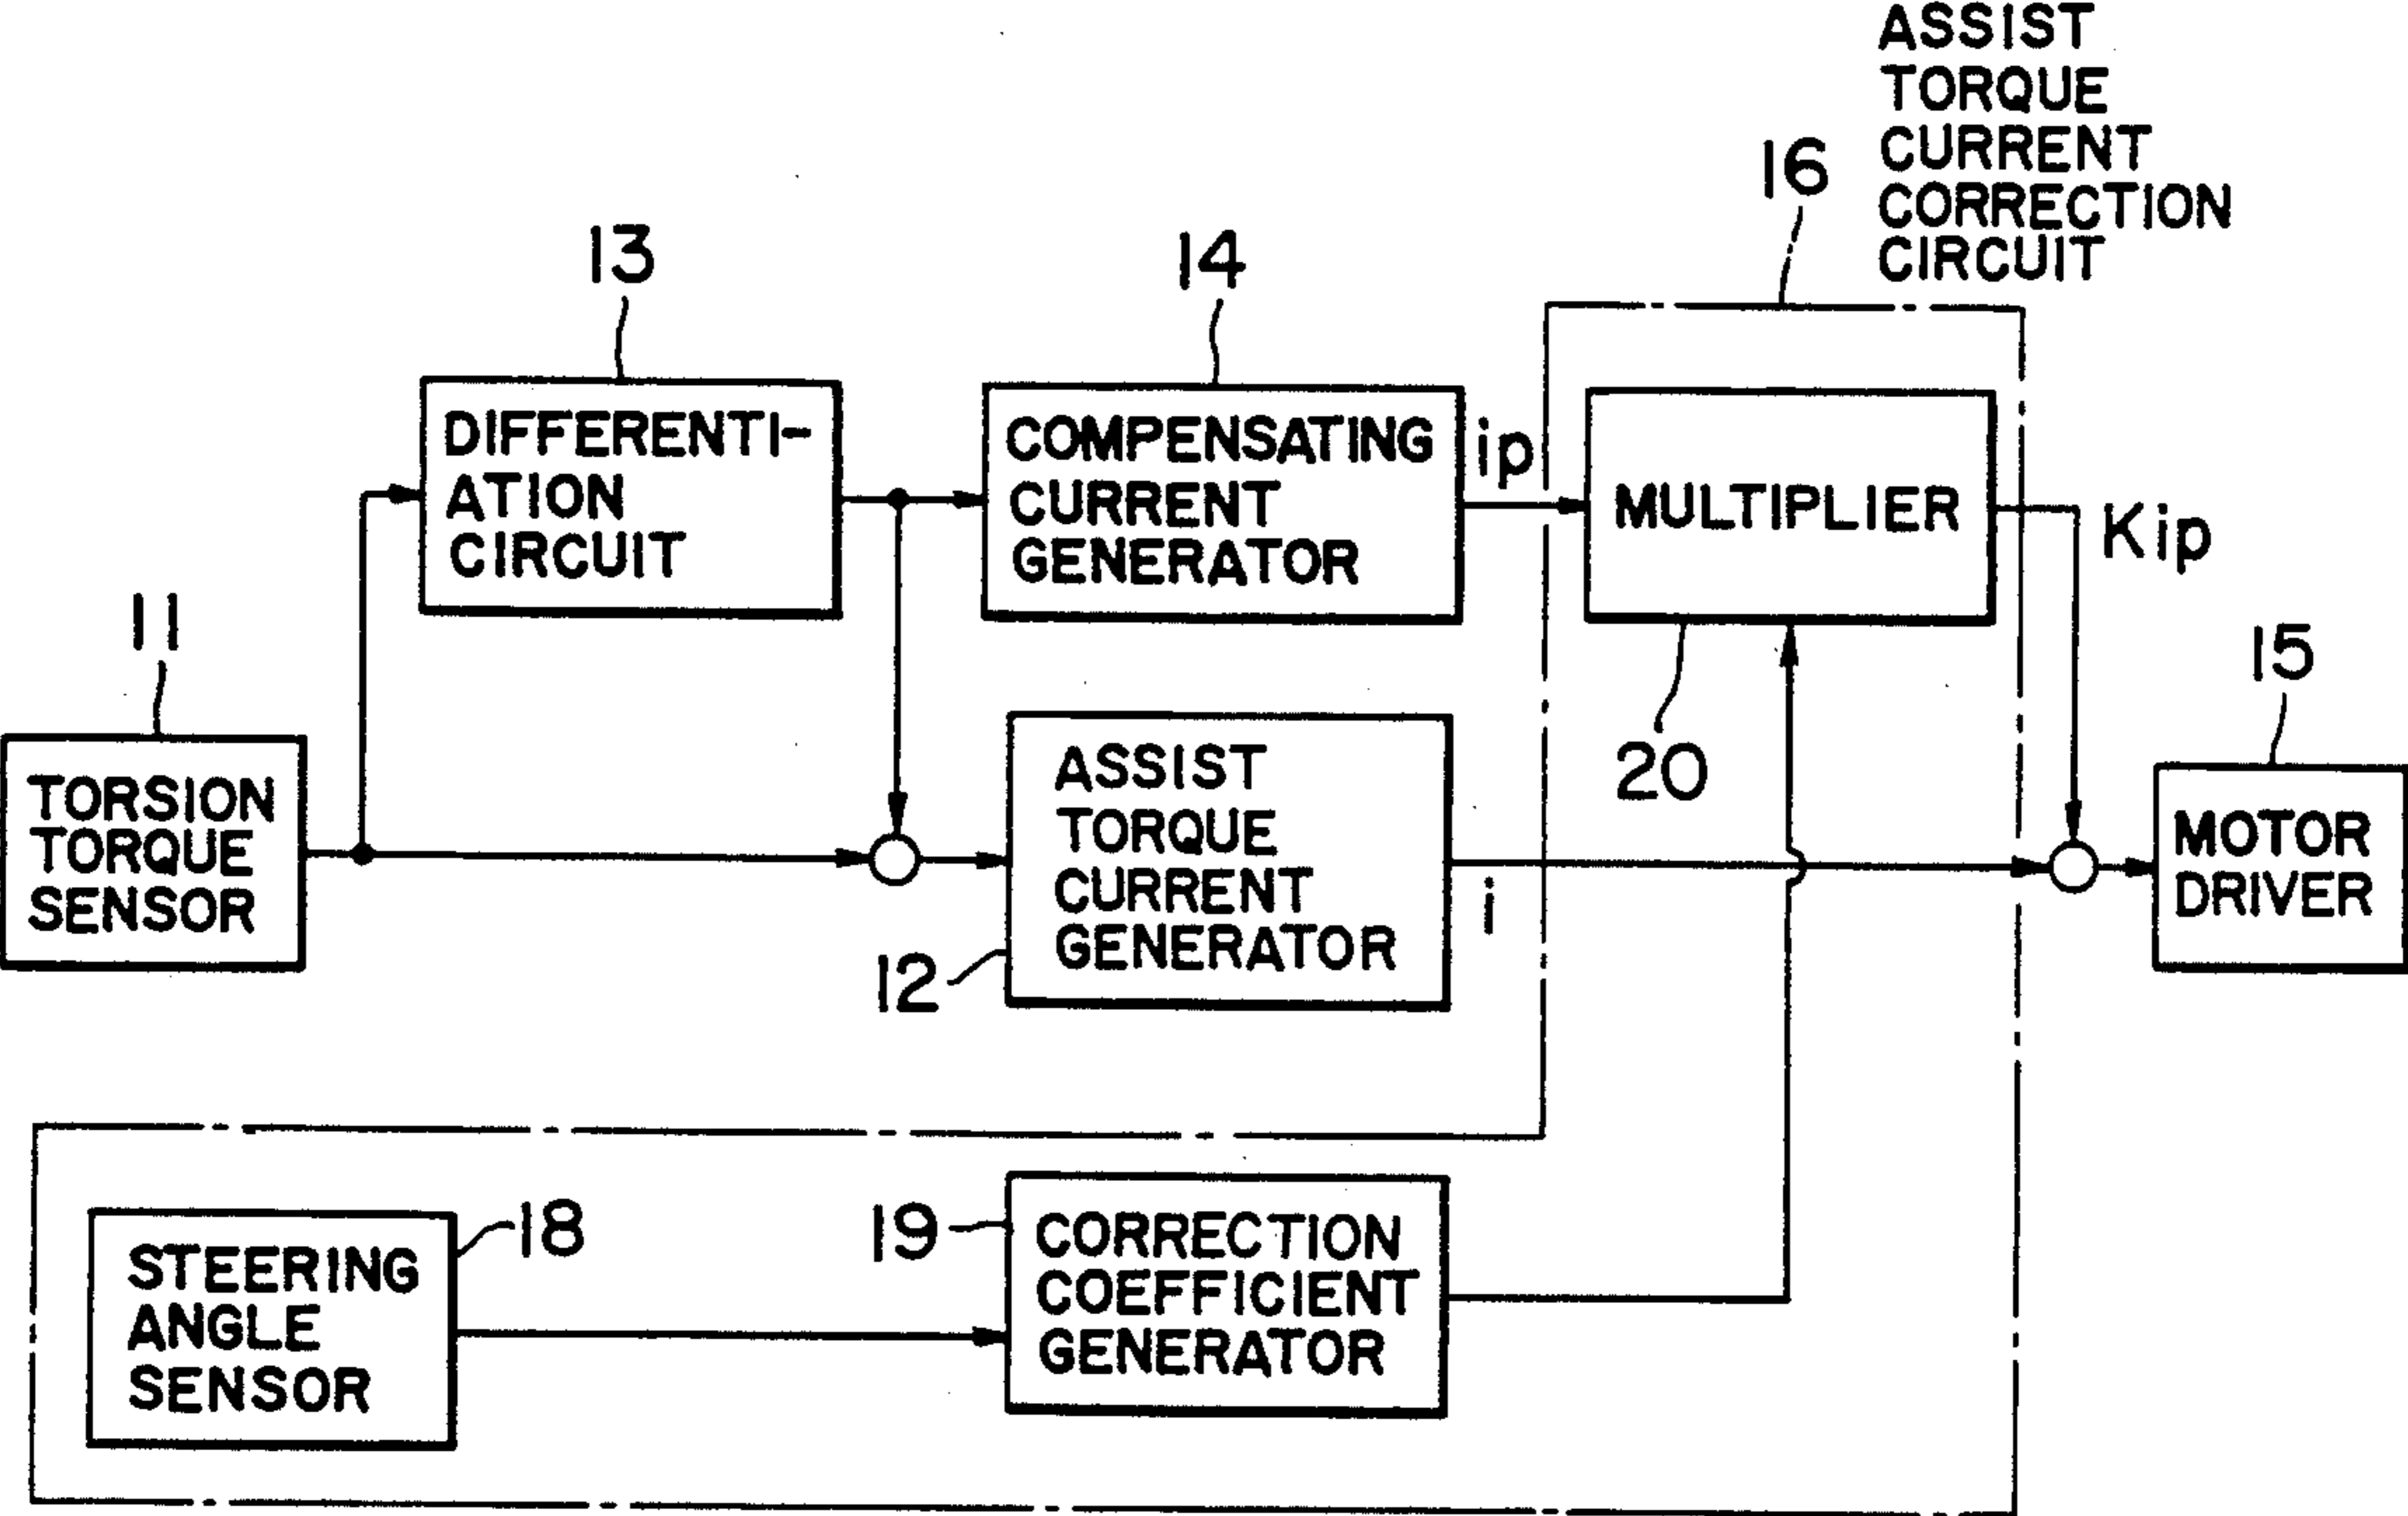 ASSIST
TORQUE
CURRENT
CORRECTION
CIRCUIT
16
13
14
DIFFERENTI-
ATION
CIRCUIT
COMPENSATING
CURRENT
GENERATOR
ip
MULTIPLIER
Kip
11
15
20
TORSION
TORQUE
SENSOR
ASSIST
TORQUE
CURRENT
GENERATOR
i
12
MOTOR
DRIVER
18
19
STEERING
ANGLE
SENSOR
CORRECTION
COEFFICIENT
GENERATOR